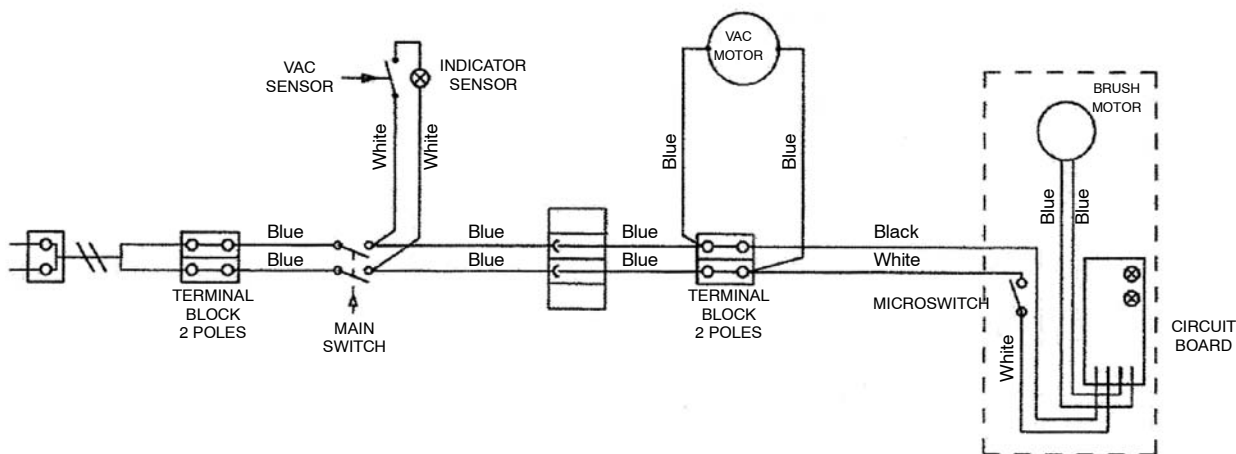 VAC
MOTOR
VAC
SENSOR
INDICATOR
SENSOR
BRUSH
MOTOR
White
White
Blue
Blue
Blue
Blue
Blue
Blue
Blue
Black
Blue
Blue
Blue
White
TERMINAL
BLOCK
2 POLES
MAIN
SWITCH
TERMINAL
BLOCK
2 POLES
MICROSWITCH
White
CIRCUIT
BOARD